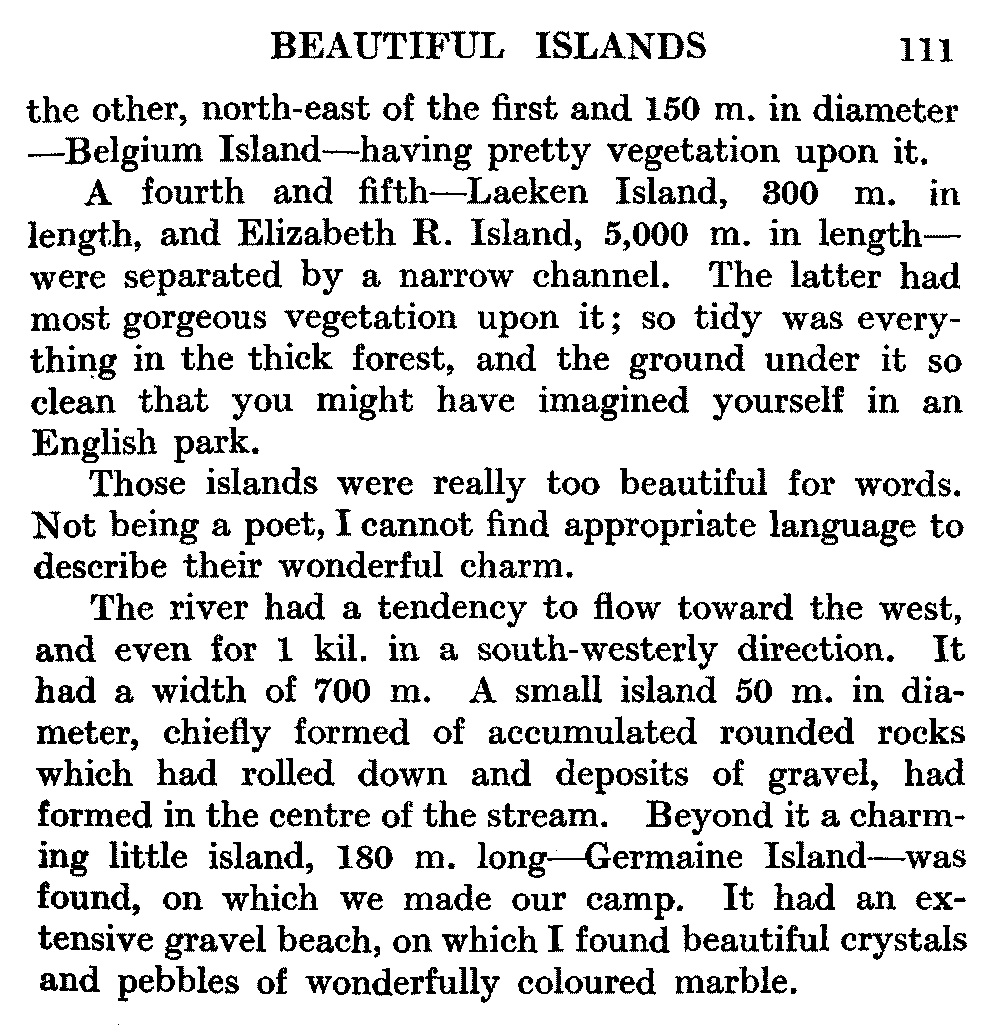 BEAUTIFUL ISLANDS 111
the other, north-east of the first and 150 m. in diameter
—Belgium Island—having pretty vegetation upon it.
A fourth and fifth—Laeken Island, 300 m. in
length, and Elizabeth R. Island, 5,000 m. in length—
were separated by a narrow channel. The latter had
most gorgeous vegetation upon it; so tidy was every-
thing in the thick forest, and the ground under it so
clean that you might have imagined yourself in an
English park.
Those islands were really too beautiful for words.
Not being a poet, I cannot find appropriate language to
describe their wonderful charm.
The river had a tendency to flow toward the west,
and even for 1 kil. in a south-westerly direction. It
had a width of 700 m. A small island 50 m. in dia-
meter, chiefly formed of accumulated rounded rocks
which had rolled down and deposits of gravel, had
formed in the centre of the stream. Beyond it a charm-
ing little island, 180 m. long—Germaine Island—was
found, on which we made our camp. It had an ex-
tensive gravel beach, on which I found beautiful crystals
and pebbles of wonderfully coloured marble.